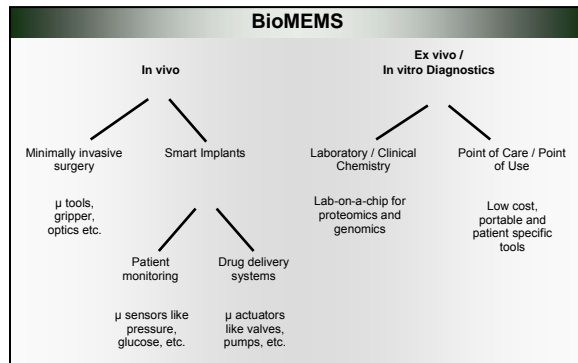 BioMEMS
In vivo
Ex vivo /
In vitro Diagnostics
Minimally invasive
surgery
μ tools,
gripper,
optics etc.
Smart Implants
Patient
monitoring
μ sensors like
pressure,
glucose, etc.
Drug delivery
systems
μ actuators
like valves,
pumps, etc.
Laboratory / Clinical
Chemistry
Lab-on-a-chip for
proteomics and
genomics
Point of Care / Point
of Use
Low cost,
portable and
patient specific
tools